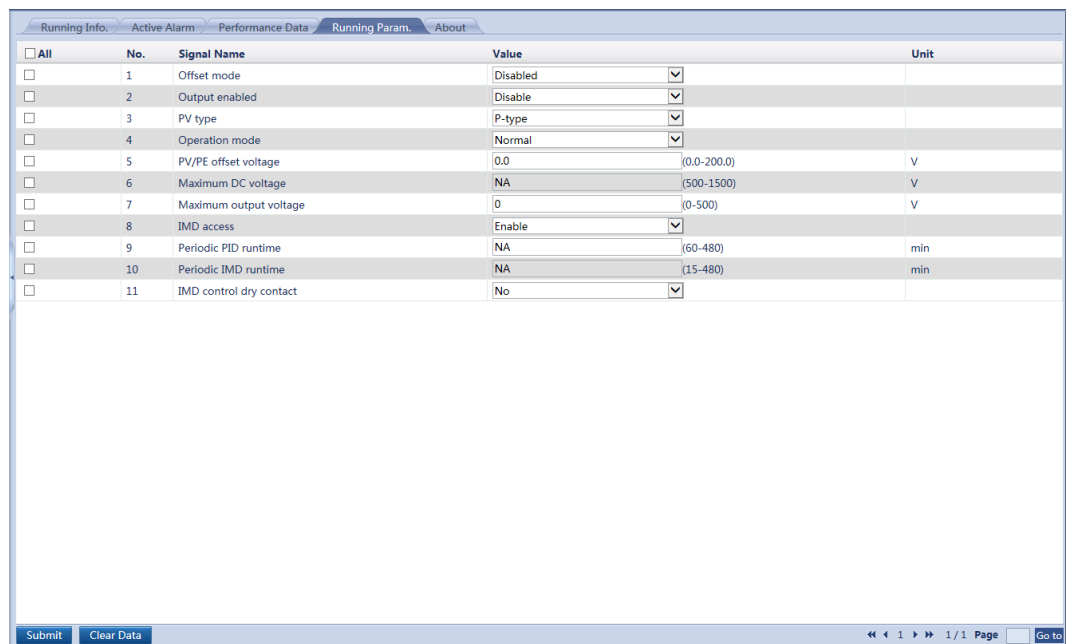 Running Info. Active Alarm Performance Data Running Param. About
All No. Signal Name Value Unit
1 Offset mode Disabled
2 Output enabled Disable
3 PV type P-type
4 Operation mode Normal
5 PV/PE offset voltage 0.0 (0.0-200.0) V
6 Maximum DC voltage NA (500-1500) V
7 Maximum output voltage 0 (0-500) V
8 IMD access Enable
9 Periodic PID runtime NA (60-480) min
10 Periodic IMD runtime NA (15-480) min
11 IMD control dry contact No
Submit Clear Data 1 1/1 Page Go to